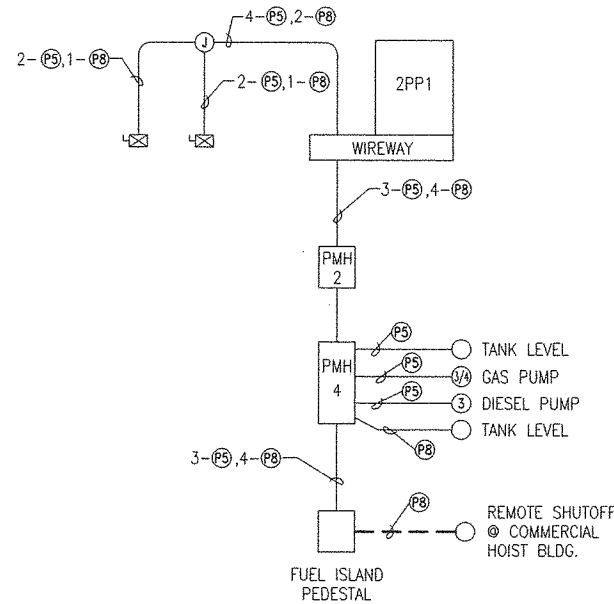 4-P5,2-P8
2-P5,1-P8
J
2-P5,1-P8
2PP1
WIREWAY
3-P5,4-P8
PMH
2
P5
TANK LEVEL
PMH
4
P5
3/4 GAS PUMP
P5
3 DIESEL PUMP
TANK LEVEL
P8
3-P5,4-P8
P8
REMOTE SHUTOFF
@ COMMERCIAL
HOIST BLDG.
FUEL ISLAND
PEDESTAL